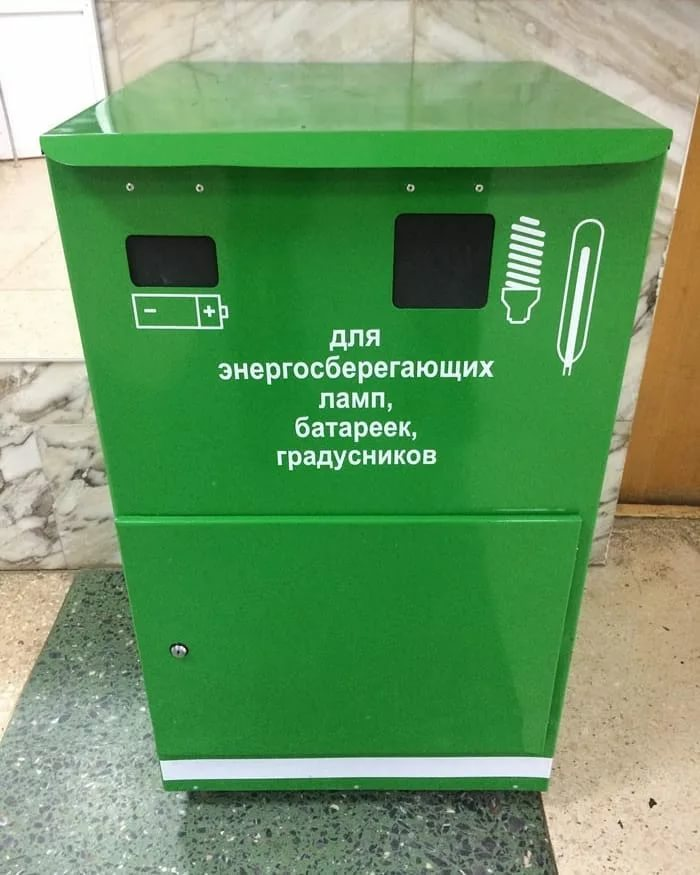 для
энергосберегающих
ламп,
батареек,
градусников